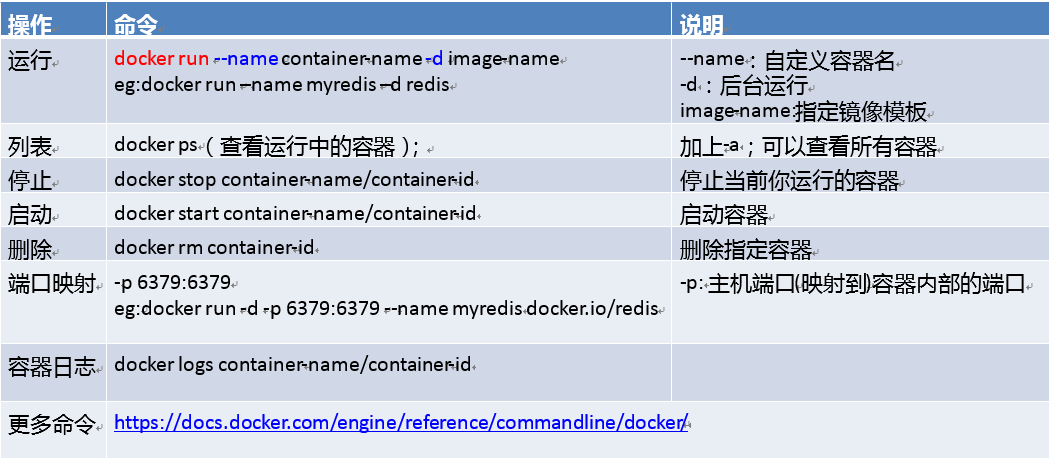 操作 命令 说明
运行 docker run --name container-name -d image-name --name：自定义容器名
eg:docker run --name myredis -d redis -d：后台运行
image-name:指定镜像模板
列表 docker ps（查看运行中的容器）； 加上-a；可以查看所有容器
停止 docker stop container-name/container-id 停止当前你运行的容器
启动 docker start container-name/container-id 启动容器
删除 docker rm container-id 删除指定容器
端口映射 -p 6379:6379 -p:主机端口(映射到)容器内部的端口
eg:docker run -d -p 6379:6379 --name myredis docker.io/redis
容器日志 docker logs container-name/container-id
更多命令 https://docs.docker.com/engine/reference/commandline/docker/